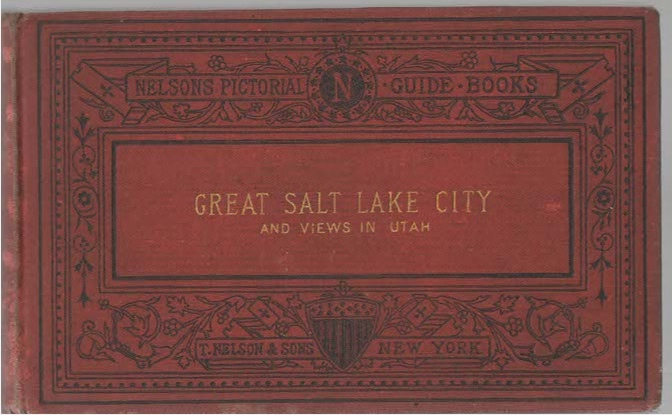 NELSONS PICTORIAL N GUIDE · BOOKS
GREAT SALT LAKE CITY
AND VIEWS IN UTAH
T. NELSON & SONS NEW YORK